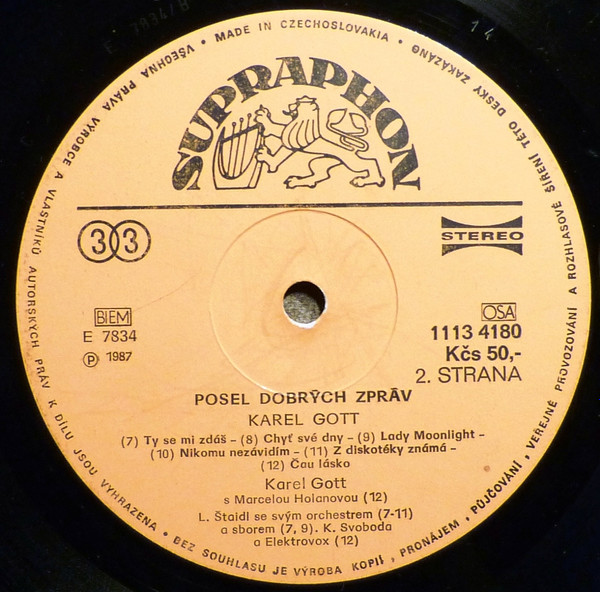 E 7834/B
14
• MADE IN CZECHOSLOVAKIA •
VŠECHNA PRÁVA VÝROBCE A VLASTNÍKŮ AUTORSKÝCH PRÁV K DÍLU JSOU VYHRAZENA • BEZ SOUHLASU JE VÝROBA KOPIÍ, PRONÁJEM, PŮJČOVÁNÍ, VEŘEJNÉ PROVOZOVÁNÍ A ROZHLASOVÉ ŠÍŘENÍ TÉTO DESKY ZAKÁZÁNO
SUPRAPHON
33
STEREO
BIEM
E 7834
Ⓟ 1987
OSA
1113 4180
Kčs 50,-
2. STRANA
POSEL DOBRÝCH ZPRÁV
KAREL GOTT
(7) Ty se mi zdáš – (8) Chyť své dny – (9) Lady Moonlight –
(10) Nikomu nezávidím – (11) Z diskotéky známá –
(12) Čau lásko
Karel Gott
s Marcelou Holanovou (12)
L. Štaidl se svým orchestrem (7-11)
a sborem (7, 9). K. Svoboda
a Elektrovox (12)